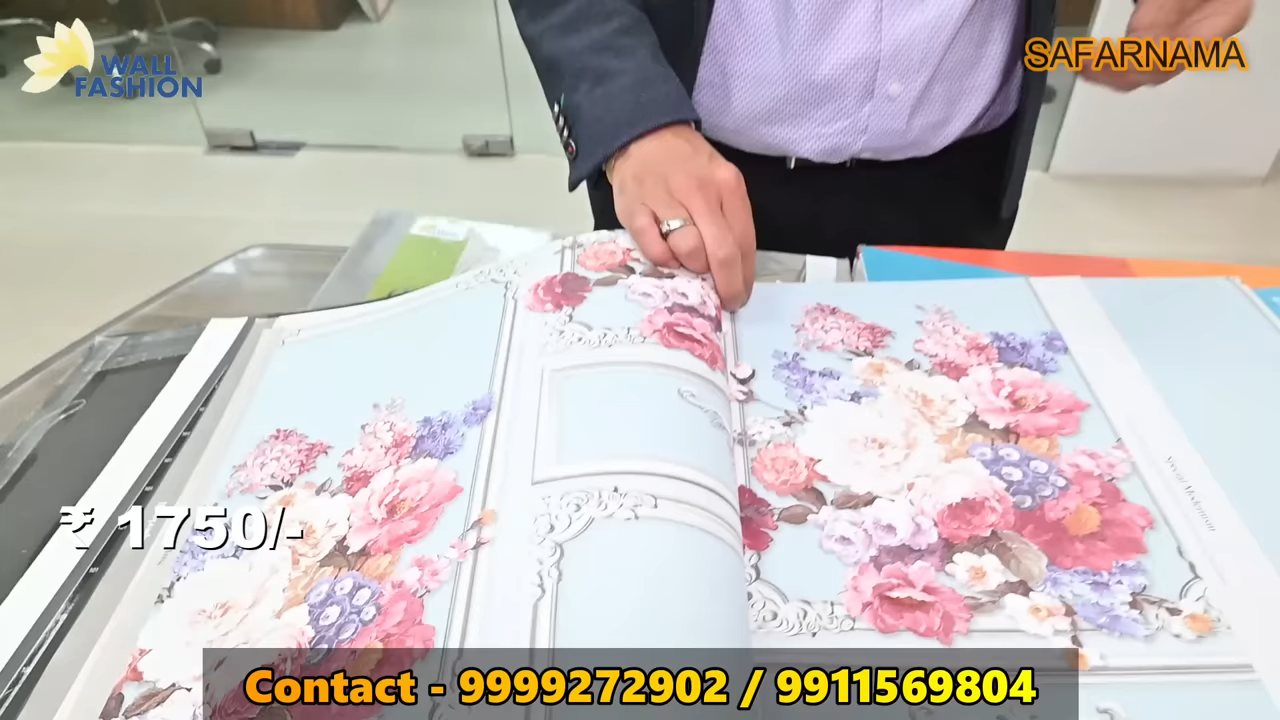 WALL
FASHION
SAFARNAMA
₹ 1750/-
Contact - 9999272902 / 9911569804